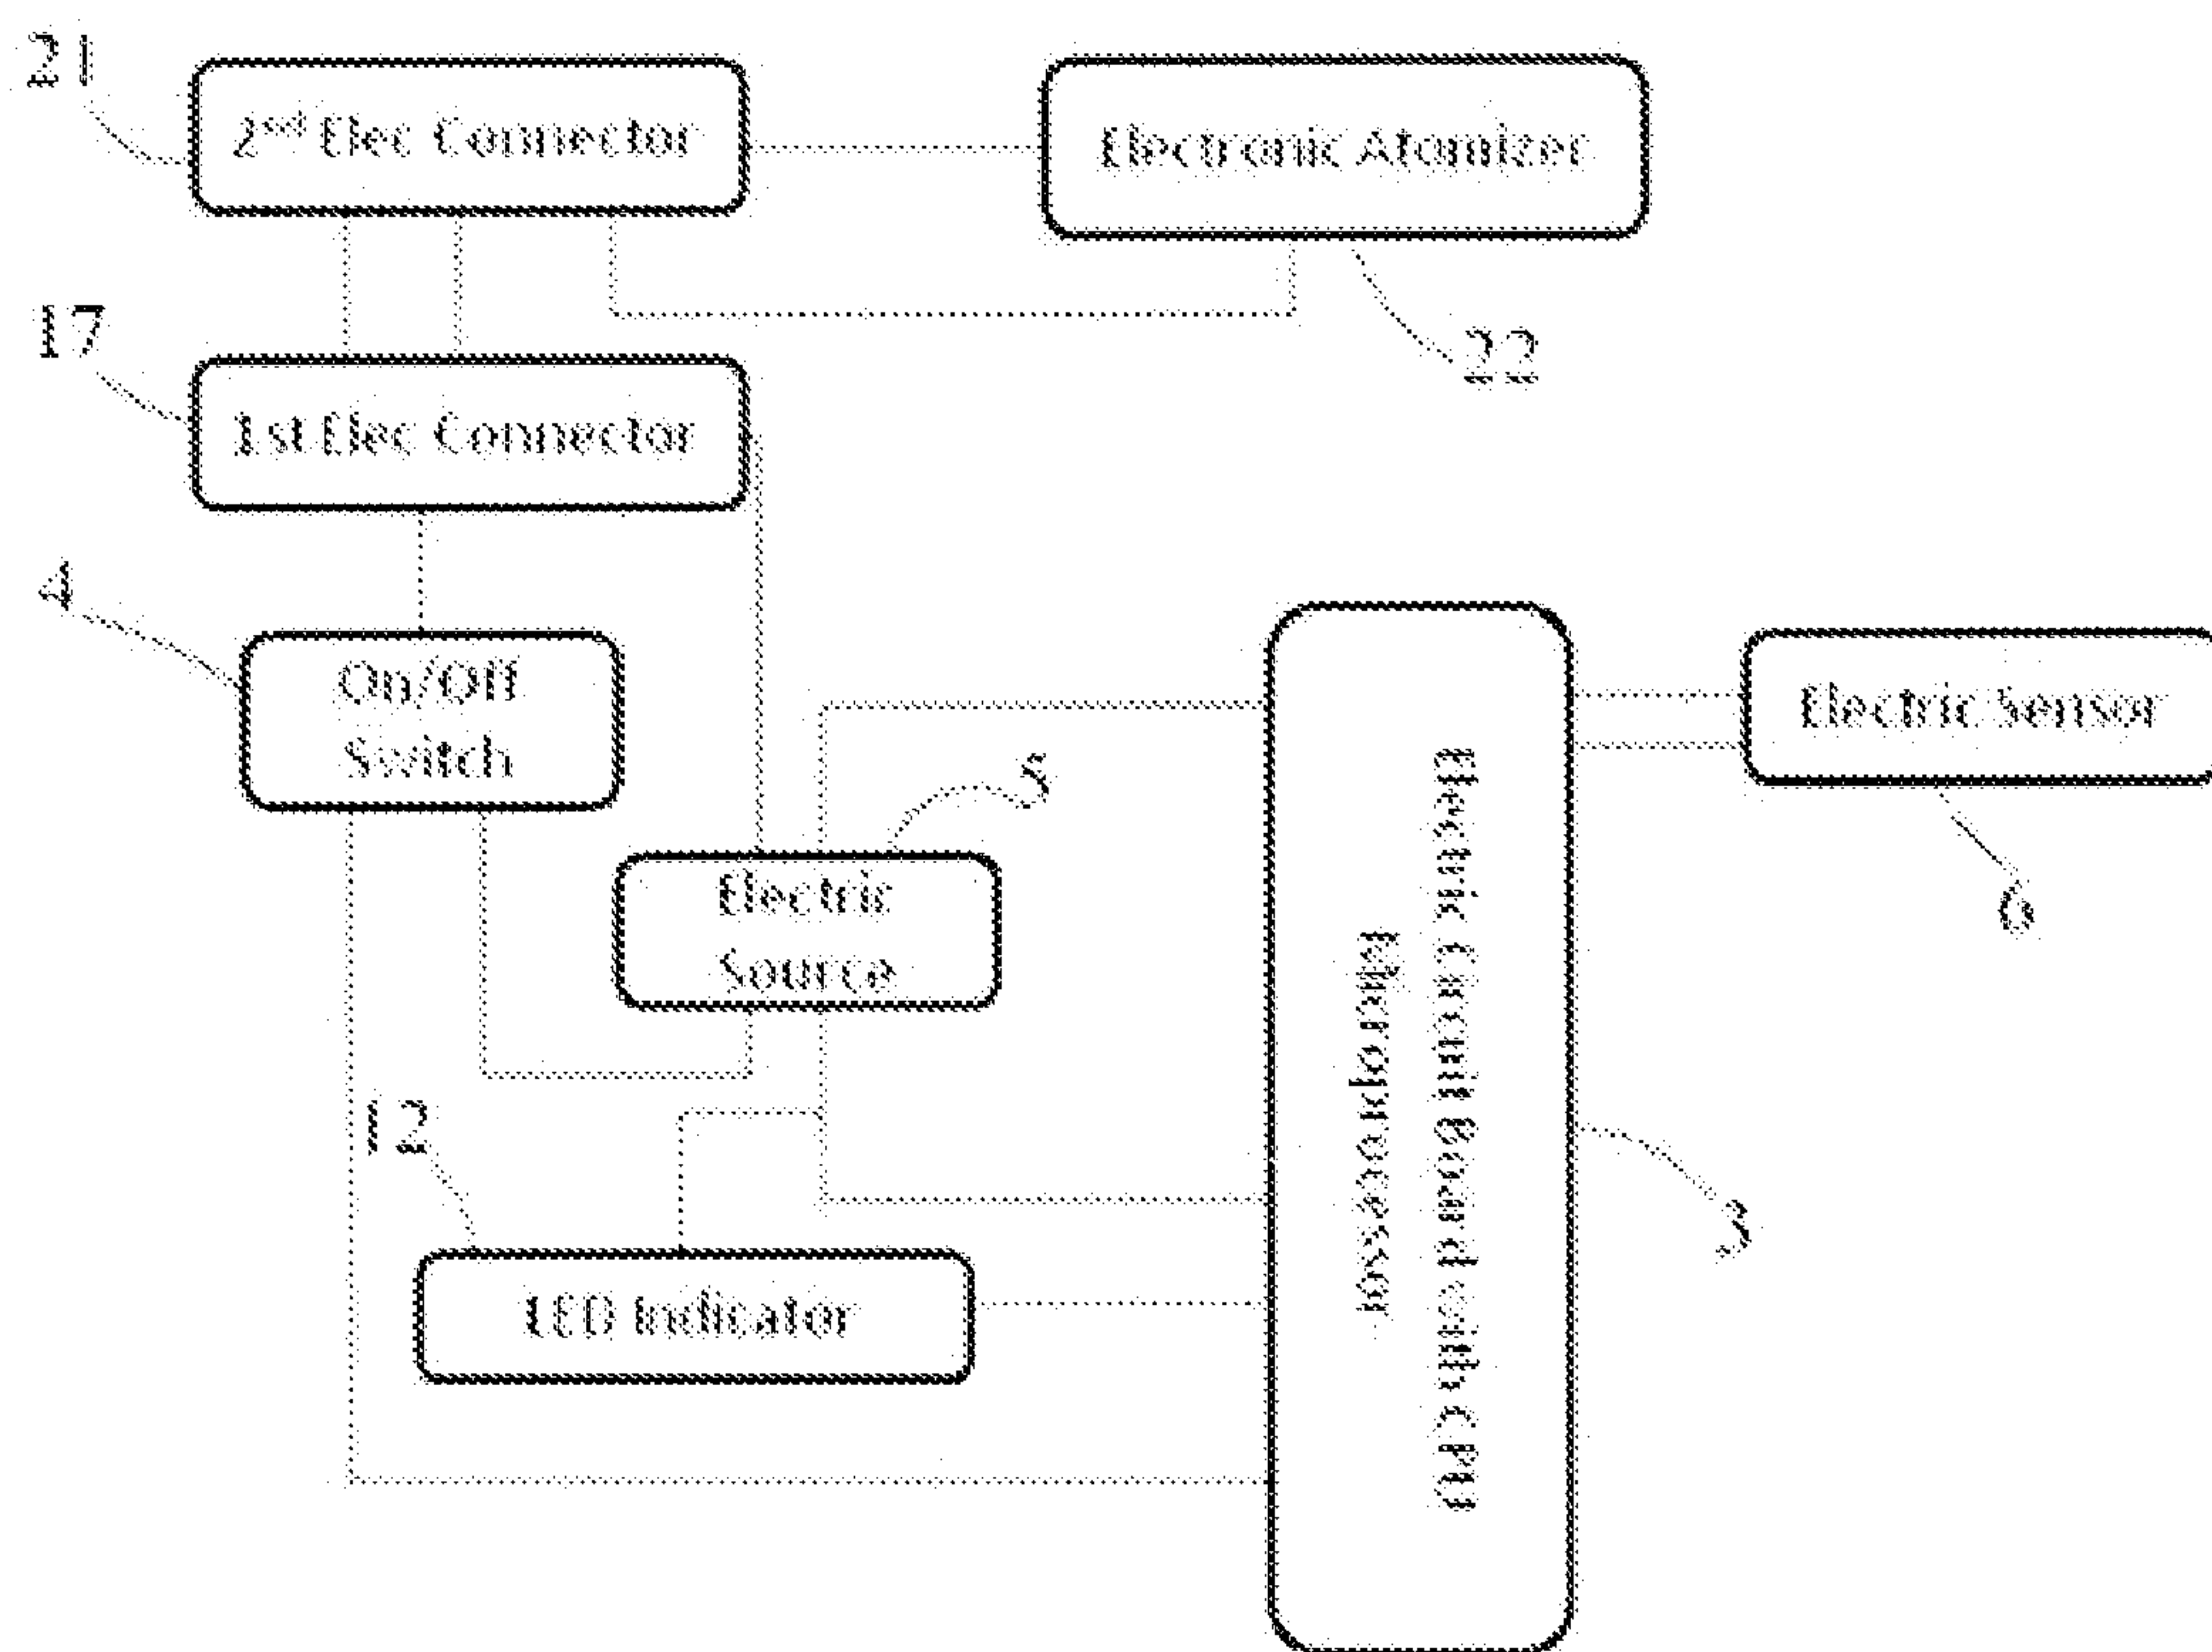 21
2nd Elec Connector
Electronic Atomizer
17
22
1st Elec Connector
4
On/Off
Switch
Electric Sensor
5
6
Electric
Source
Electric Circuit Board with CPU
Microprocessor
12
3
LED Indicator